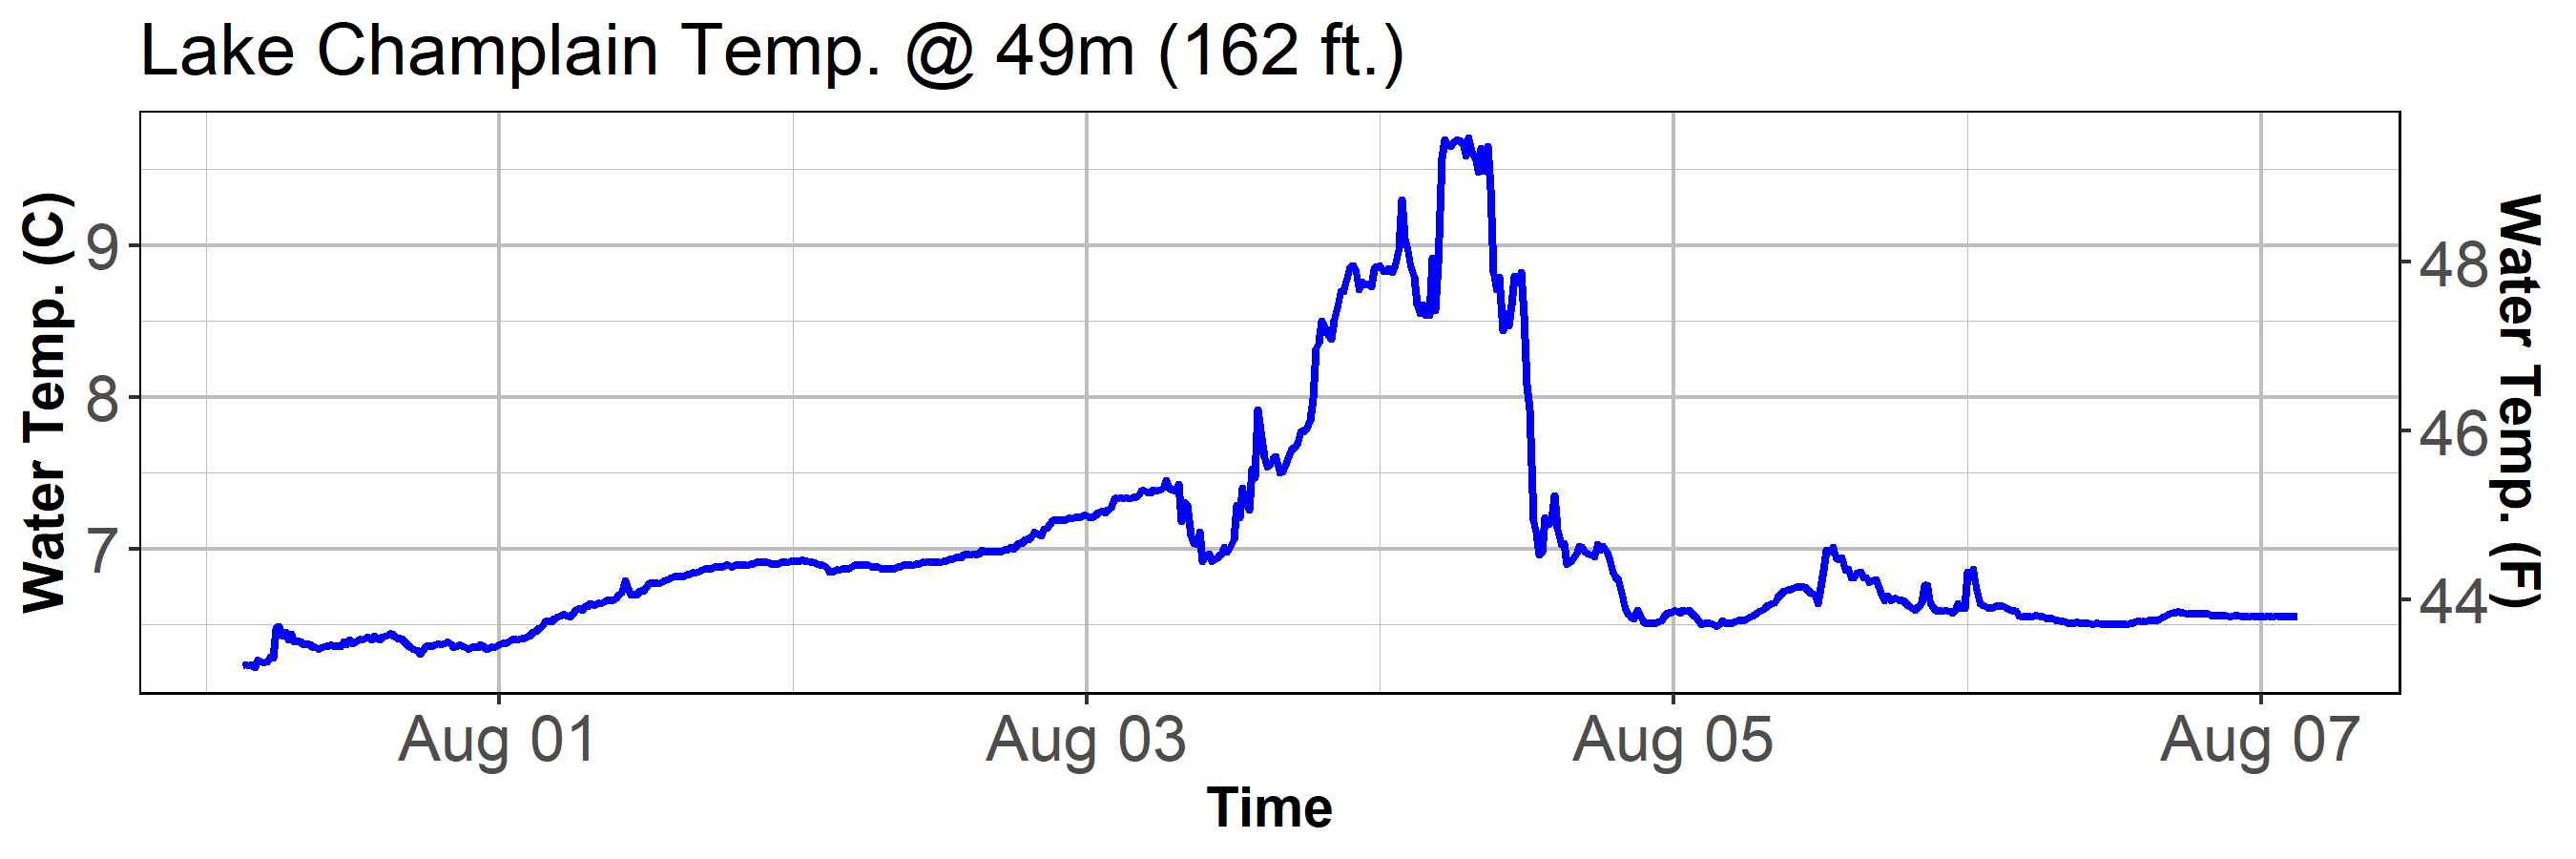 Lake Champlain Temp. @ 49m (162 ft.)
Water Temp. (C)
9
8
7
48
46
44
Water Temp. (F)
Aug 01
Aug 03
Aug 05
Aug 07
Time